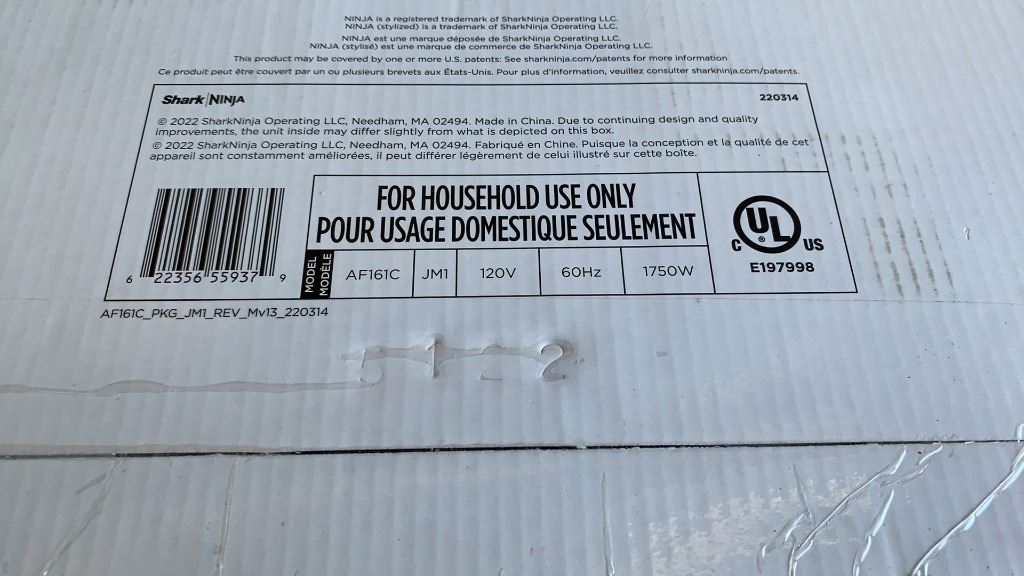 NINJA is a registered trademark of SharkNinja Operating LLC.
NINJA (stylized) is a trademark of SharkNinja Operating LLC.
NINJA est une marque déposée de SharkNinja Operating LLC.
NINJA (stylisé) est une marque de commerce de SharkNinja Operating LLC.
This product may be covered by one or more U.S. patents: See sharkninja.com/patents for more information
Ce produit peut être couvert par un ou plusieurs brevets aux États-Unis. Pour plus d'information, veuillez consulter sharkninja.com/patents.
Shark|NINJA
220314
© 2022 SharkNinja Operating LLC, Needham, MA 02494. Made in China. Due to continuing design and quality
improvements, the unit inside may differ slightly from what is depicted on this box.
© 2022 SharkNinja Operating LLC, Needham, MA 02494. Fabriqué en Chine. Puisque la conception et la qualité de cet
appareil sont constamment améliorées, il peut différer légèrement de celui illustré sur cette boîte.
FOR HOUSEHOLD USE ONLY
POUR USAGE DOMESTIQUE SEULEMENT
MODEL
MODÈLE
AF161C
JM1
120V
60Hz
1750W
C UL ® US
E197998
6 22356 55937 9
AF161C_PKG_JM1_REV_Mv13_220314